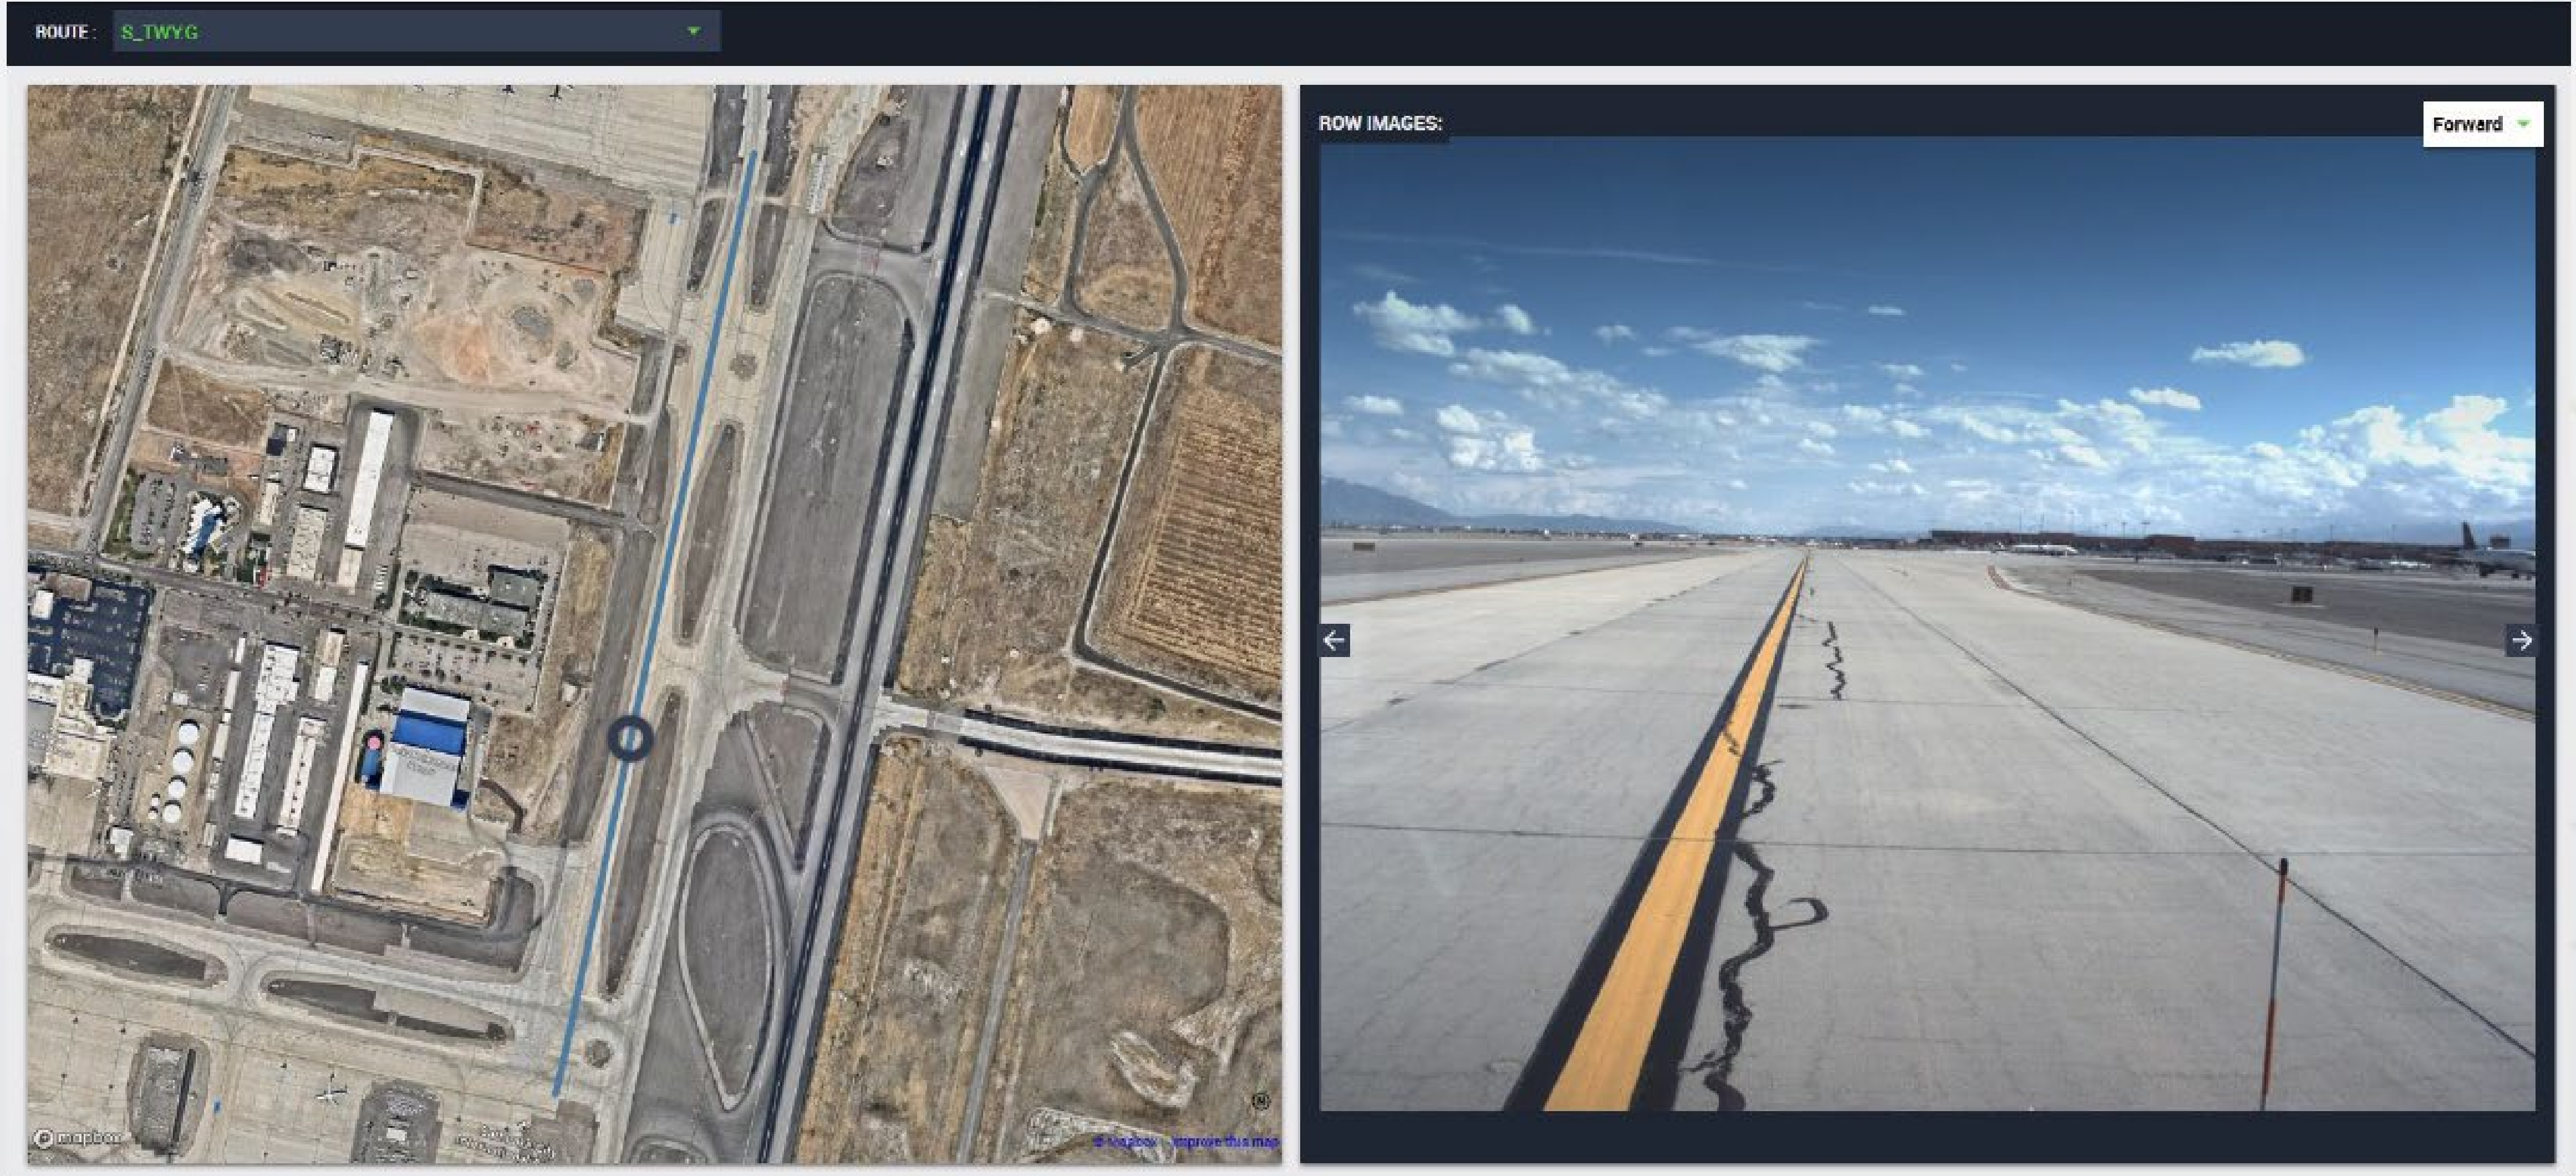 ROUTE :
S_TWY.G
ROW IMAGES:
Forward
mapbox
© Mapbox Improve this map